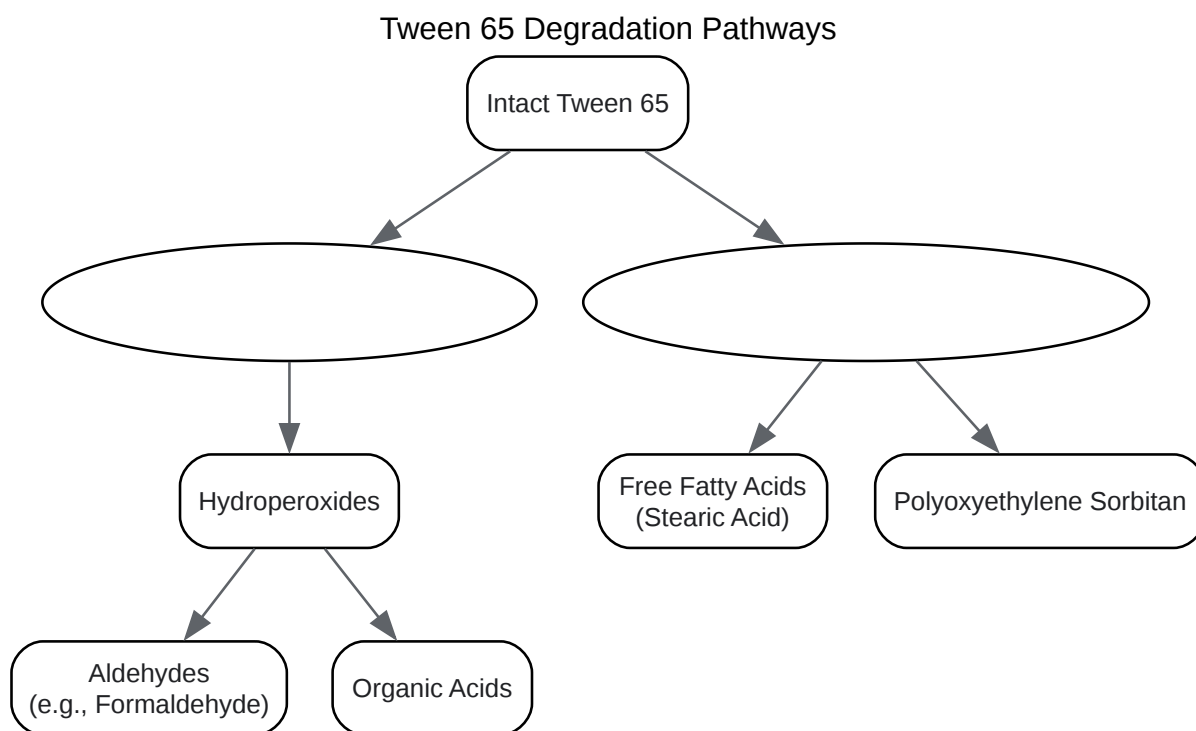 Tween 65 Degradation Pathways
Intact Tween 65
Hydroperoxides
Free Fatty Acids
(Stearic Acid)
Polyoxyethylene Sorbitan
Aldehydes
(e.g., Formaldehyde)
Organic Acids